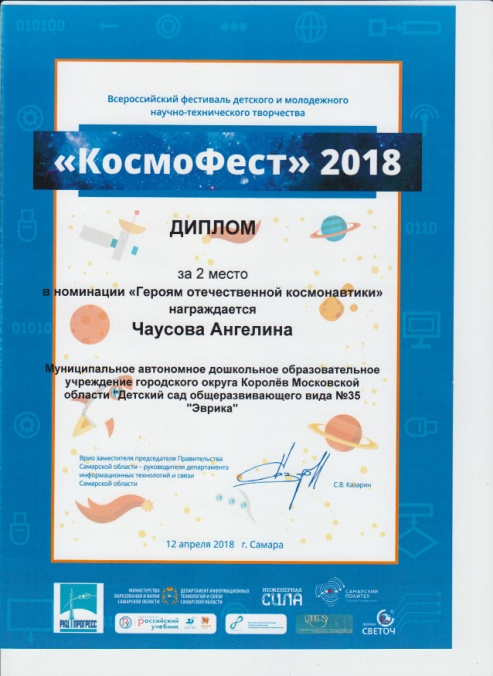 010100
Всероссийский фестиваль детского и молодежного
научно-технического творчества
«КосмоФест» 2018
ДИПЛОМ
за 2 место
в номинации «Героям отечественной космонавтики»
награждается
Чаусова Ангелина
Муниципальное автономное дошкольное образовательное
учреждение городского округа Королёв Московской
области "Детский сад общеразвивающего вида №35
"Эврика"
Врио заместителя председателя Правительства
Самарской области – руководителя департамента
информационных технологий и связи
Самарской области
С.В. Казарин
12 апреля 2018 г. Самара
0110
01010
РКЦ ПРОГРЕСС
МИНИСТЕРСТВО
ОБРАЗОВАНИЯ И НАУКИ
САМАРСКОЙ ОБЛАСТИ
ДЕПАРТАМЕНТ ИНФОРМАЦИОННЫХ
ТЕХНОЛОГИЙ И СВЯЗИ
САМАРСКОЙ ОБЛАСТИ
ИНЖЕНЕРНАЯ
СИЛА
САМАРСКИЙ
ПОЛИТЕХ
российский
учебник
СВЕТОЧ